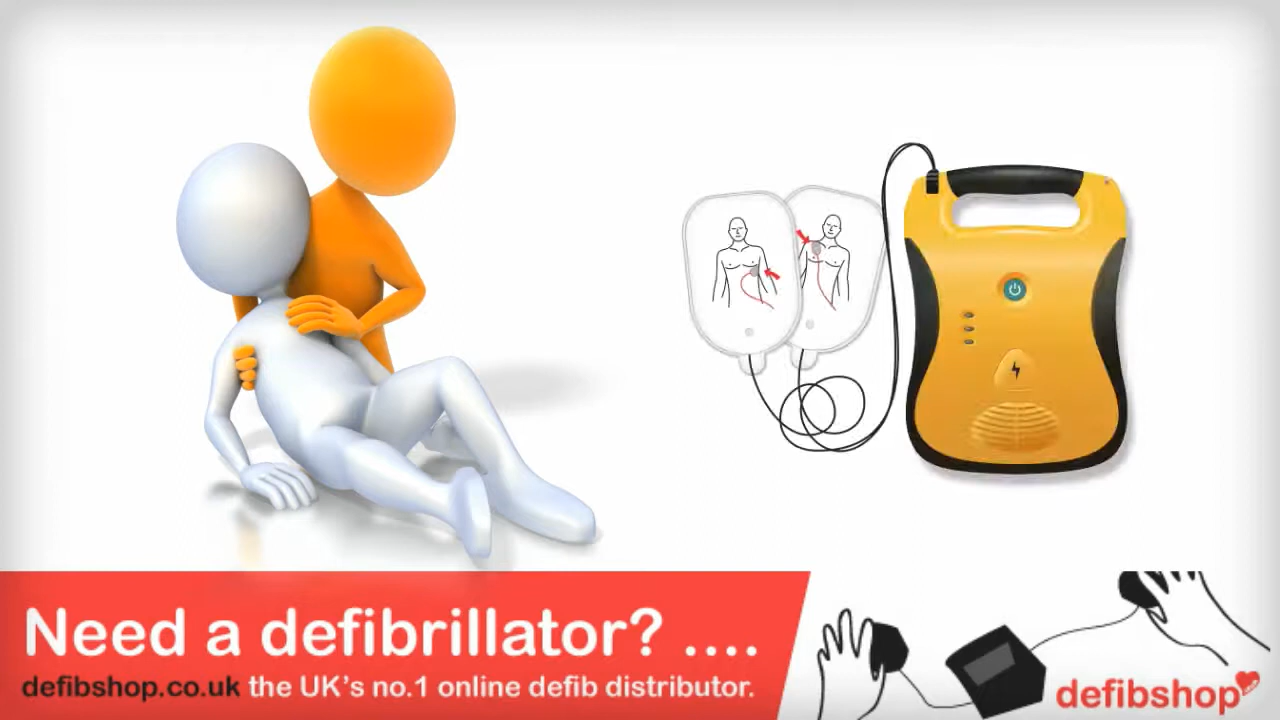 Need a defibrillator? ....
defibshop.co.uk the UK's no.1 online defib distributor.
defibshop